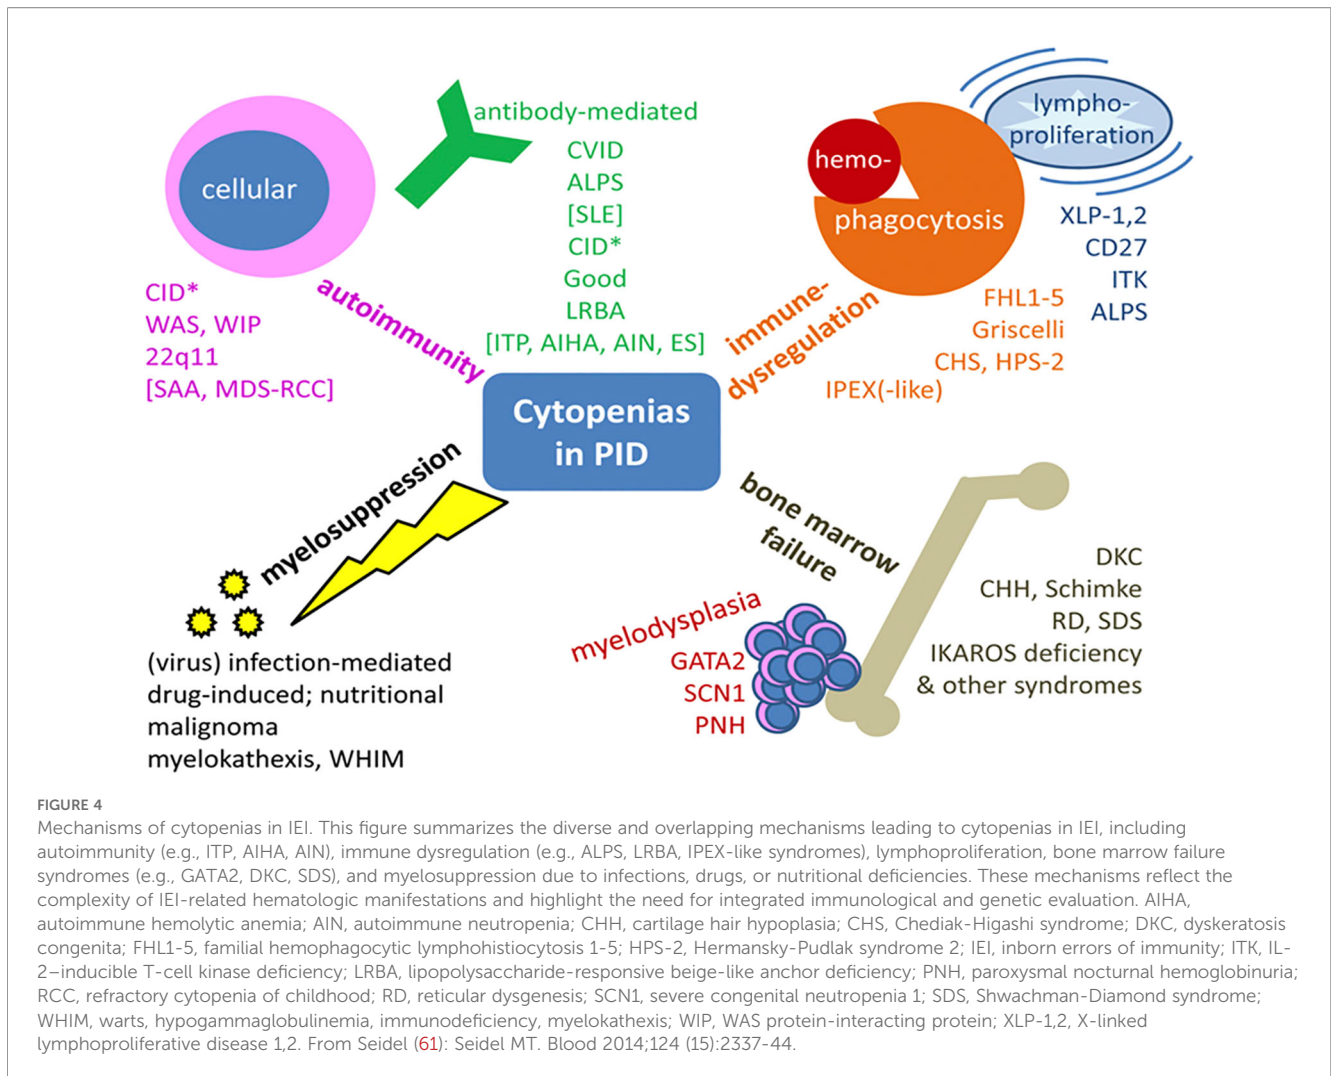 cellular
CID*
WAS, WIP
22q11
[SAA, MDS-RCC]
autoimmunity
antibody-mediated
CVID
ALPS
[SLE]
CID*
Good
LRBA
[ITP, AIHA, AIN, ES]
hemo-
phagocytosis
lympho-
proliferation
XLP-1,2
CD27
ITK
ALPS
immune-
dysregulation
FHL1-5
Griscelli
CHS, HPS-2
IPEX(-like)
Cytopenias
in PID
myelosuppression
(virus) infection-mediated
drug-induced; nutritional
malignoma
myelokathexis, WHIM
bone marrow
failure
myelodysplasia
GATA2
SCN1
PNH
DKC
CHH, Schimke
RD, SDS
IKAROS deficiency
& other syndromes
FIGURE 4
Mechanisms of cytopenias in IEI. This figure summarizes the diverse and overlapping mechanisms leading to cytopenias in IEI, including
autoimmunity (e.g., ITP, AIHA, AIN), immune dysregulation (e.g., ALPS, LRBA, IPEX-like syndromes), lymphoproliferation, bone marrow failure
syndromes (e.g., GATA2, DKC, SDS), and myelosuppression due to infections, drugs, or nutritional deficiencies. These mechanisms reflect the
complexity of IEI-related hematologic manifestations and highlight the need for integrated immunological and genetic evaluation. AIHA,
autoimmune hemolytic anemia; AIN, autoimmune neutropenia; CHH, cartilage hair hypoplasia; CHS, Chediak-Higashi syndrome; DKC, dyskeratosis
congenita; FHL1-5, familial hemophagocytic lymphohistiocytosis 1-5; HPS-2, Hermansky-Pudlak syndrome 2; IEI, inborn errors of immunity; ITK, IL-
2–inducible T-cell kinase deficiency; LRBA, lipopolysaccharide-responsive beige-like anchor deficiency; PNH, paroxysmal nocturnal hemoglobinuria;
RCC, refractory cytopenia of childhood; RD, reticular dysgenesis; SCN1, severe congenital neutropenia 1; SDS, Shwachman-Diamond syndrome;
WHIM, warts, hypogammaglobulinemia, immunodeficiency, myelokathexis; WIP, WAS protein-interacting protein; XLP-1,2, X-linked
lymphoproliferative disease 1,2. From Seidel (61): Seidel MT. Blood 2014;124 (15):2337-44.